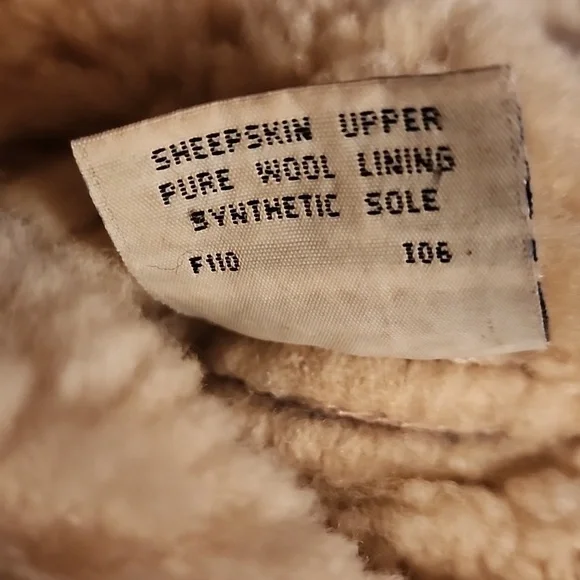 SHEEPSKIN UPPER
PURE WOOL LINING
SYNTHETIC SOLE
F110 106